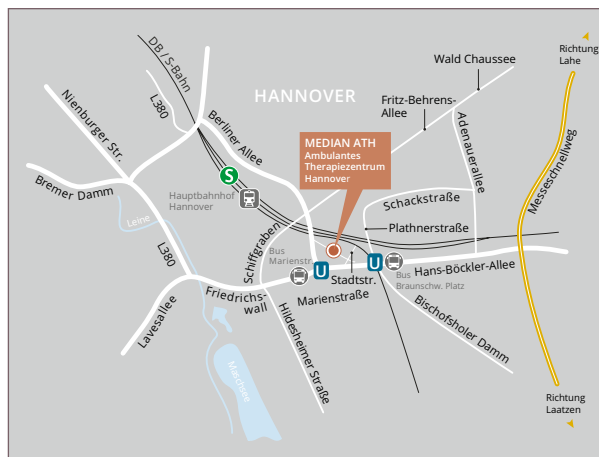 DB / S-Bahn
Wald Chaussee
Richtung
Lahe
L380
HANNOVER
Fritz-Behrens-
Allee
Nienburger Str.
Berliner Allee
Adenauerallee
MEDIAN ATH
Ambulantes
Therapiezentrum
Hannover
Messeschnellweg
S
Bremer Damm
Hauptbahnhof
Hannover
Schackstraße
Leine
Plathnerstraße
Schiffgraben
Bus
Marienstr.
L380
U
U
Hans-Böckler-Allee
Stadtstr.
Bus
Braunschw. Platz
Friedrichs-
wall
Marienstraße
Lavesallee
Hildesheimer Straße
Bischofsholer Damm
Maschsee
Richtung
Laatzen